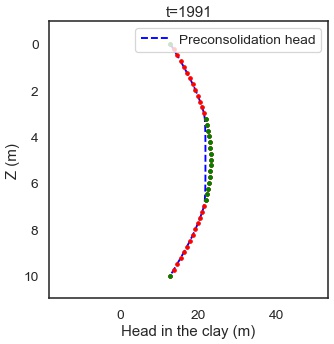 t=1991
Preconsolidation head
0
2
4
6
8
10
Z (m)
0
20
40
Head in the clay (m)